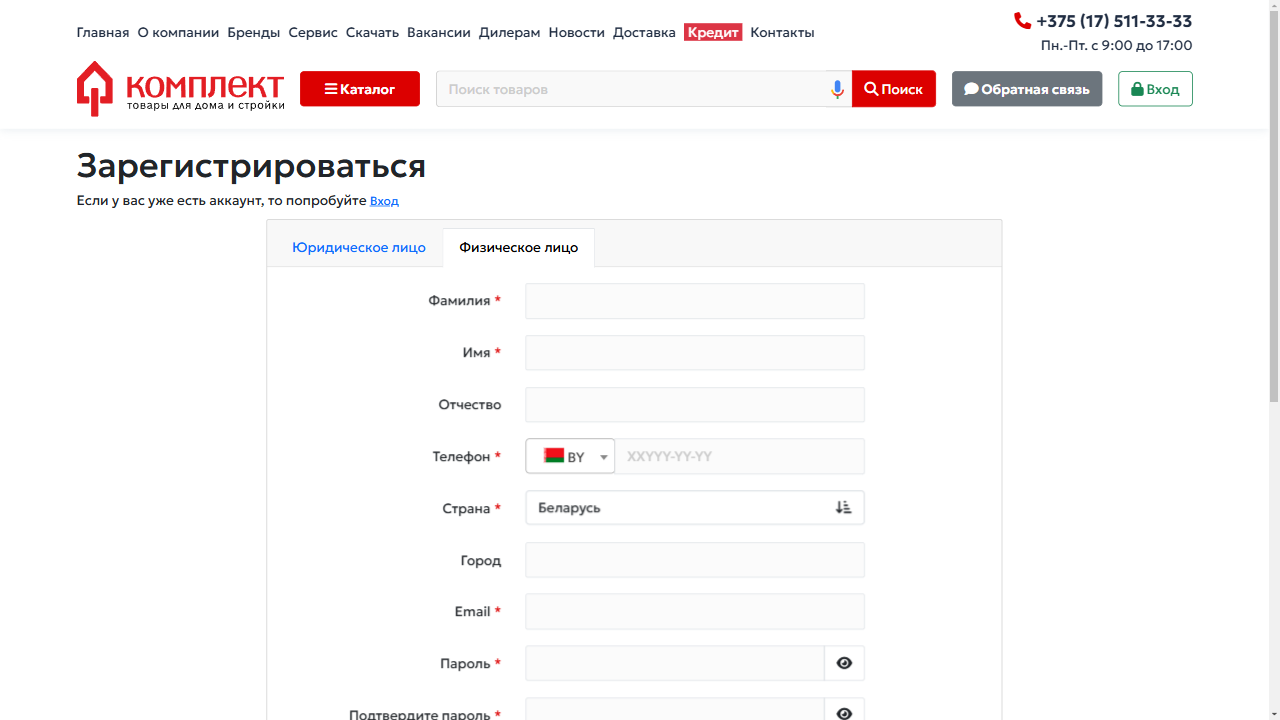 Главная О компании Бренды Сервис Скачать Вакансии Дилерам Новости Доставка Кредит Контакты
+375 (17) 511-33-33
Пн.-Пт. с 9:00 до 17:00
КОМПЛЕКТ
товары для дома и стройки
Каталог
Поиск товаров
Поиск
Обратная связь
Вход
Зарегистрироваться
Если у вас уже есть аккаунт, то попробуйте Вход
Юридическое лицо
Физическое лицо
Фамилия *
Имя *
Отчество
Телефон * BY XXYYY-YY-YY
Страна * Беларусь
Город
Email *
Пароль *
Подтвердите пароль *